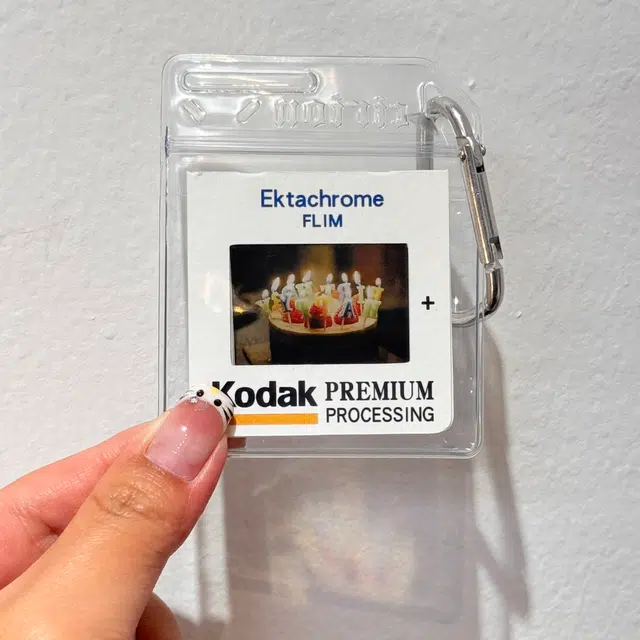 Ektachrome
FLIM
+
Kodak PREMIUM
PROCESSING